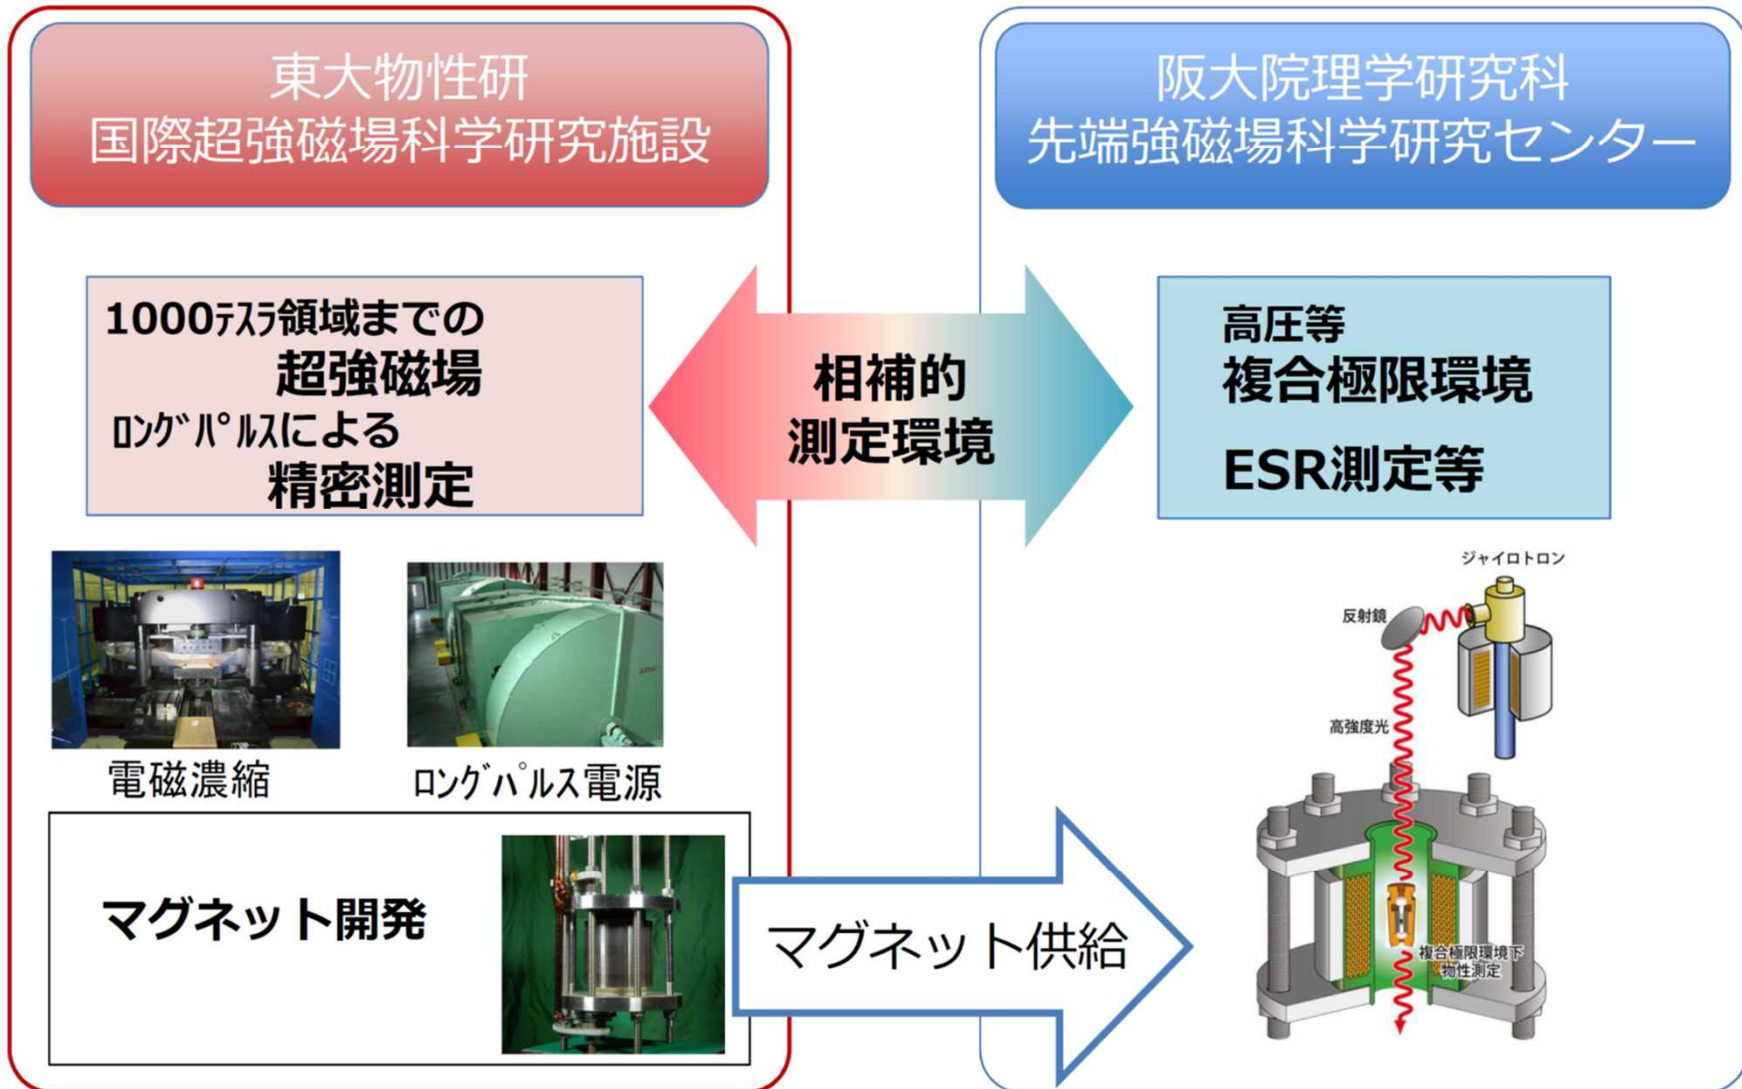 東大物性研
国際超強磁場科学研究施設
阪大院理学研究科
先端強磁場科学研究センター
1000ﾃｽﾗ領域までの
超強磁場
ﾛﾝｸﾞﾊﾟﾙｽによる
精密測定
相補的
測定環境
高圧等
複合極限環境
ESR測定等
電磁濃縮
ﾛﾝｸﾞﾊﾟﾙｽ電源
マグネット開発
マグネット供給
ジャイロトロン
反射鏡
高強度光
複合極限環境下
物性測定